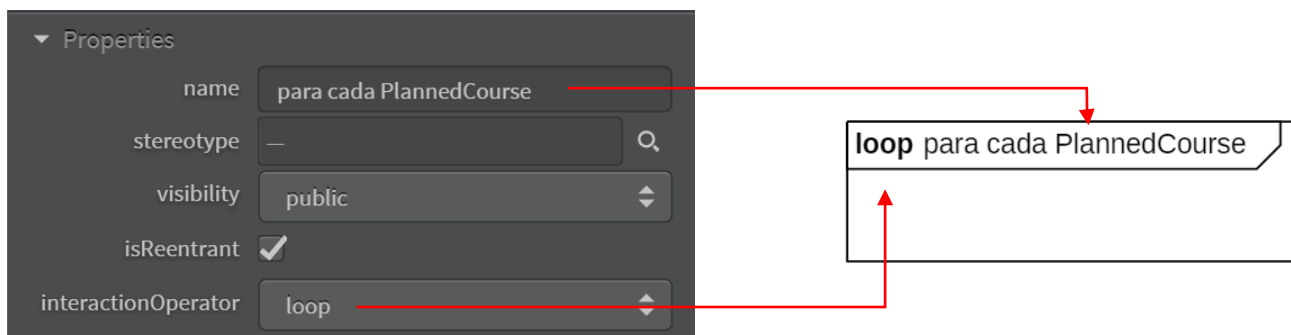 Properties
name para cada PlannedCourse
stereotype —
visibility public
isReentrant
interactionOperator loop
loop para cada PlannedCourse